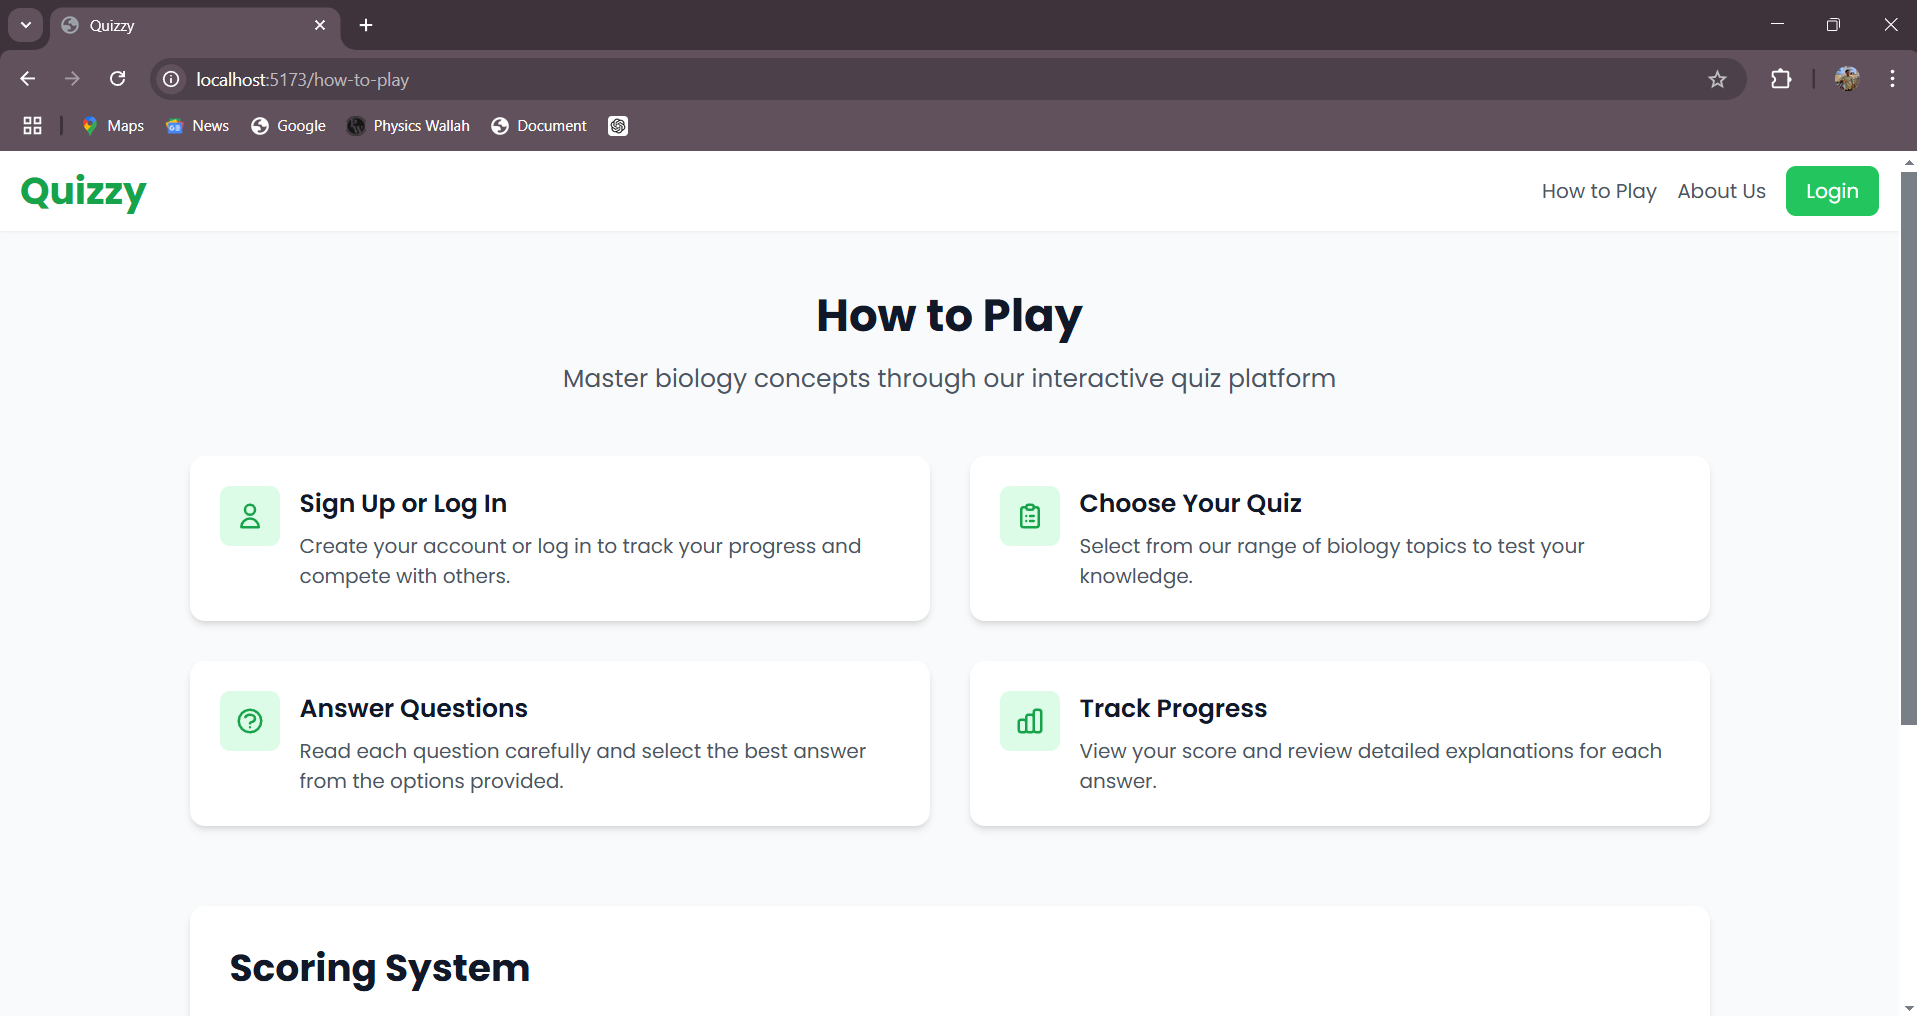 Quizzy
localhost:5173/how-to-play
Maps News Google Physics Wallah Document
Quizzy How to Play About Us Login
How to Play
Master biology concepts through our interactive quiz platform
Sign Up or Log In
Create your account or log in to track your progress and
compete with others.
Choose Your Quiz
Select from our range of biology topics to test your
knowledge.
Answer Questions
Read each question carefully and select the best answer
from the options provided.
Track Progress
View your score and review detailed explanations for each
answer.
Scoring System